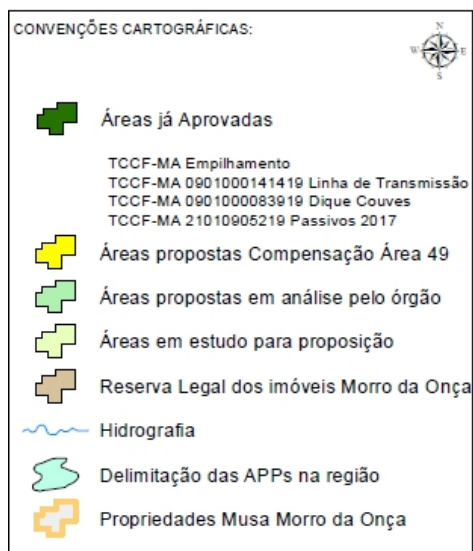 CONVENÇÕES CARTOGRÁFICAS:
N
W E
S
Áreas já Aprovadas
TCCF-MA Empilhamento
TCCF-MA 0901000141419 Linha de Transmissão
TCCF-MA 0901000083919 Dique Couves
TCCF-MA 21010905219 Passivos 2017
Áreas propostas Compensação Área 49
Áreas propostas em análise pelo órgão
Áreas em estudo para proposição
Reserva Legal dos imóveis Morro da Onça
Hidrografia
Delimitação das APPs na região
Propriedades Musa Morro da Onça